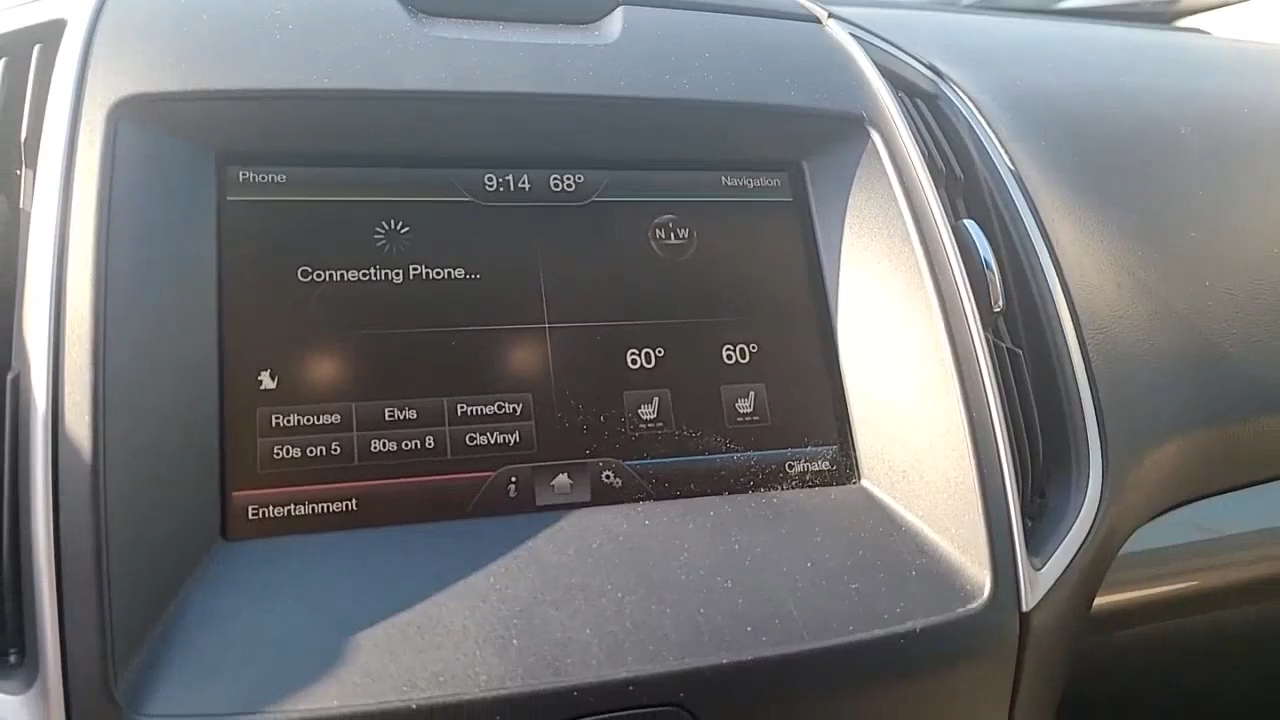 Phone
9:14 68°
Navigation
Connecting Phone...
N W
60° 60°
Rdhouse Elvis PrmeCtry
50s on 5 80s on 8 ClsVinyl
Entertainment
i
Climate